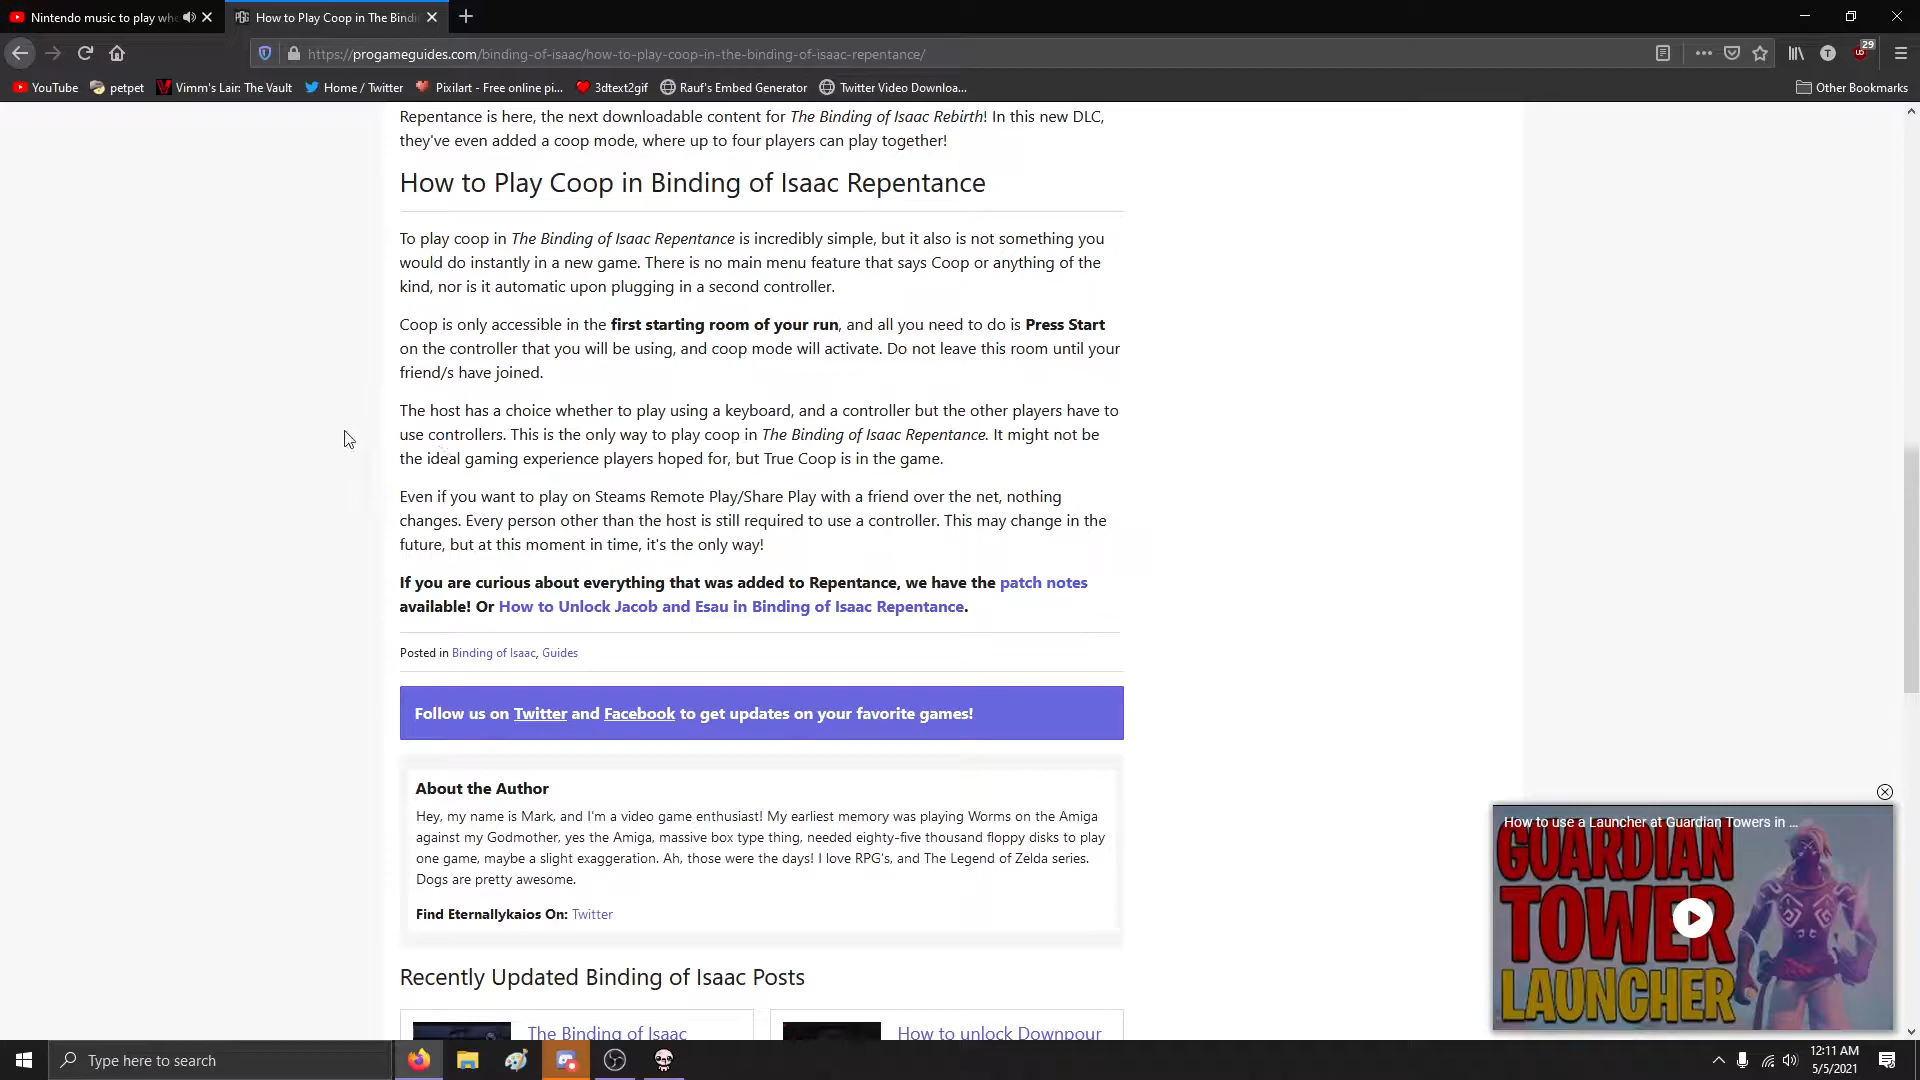 Nintendo music to play whe
How to Play Coop in The Bindi
https://progameguides.com/binding-of-isaac/how-to-play-coop-in-the-binding-of-isaac-repentance/
T
29
YouTube
petpet
Vimm's Lair: The Vault
Home / Twitter
Pixilart - Free online pi...
3dtext2gif
Rauf's Embed Generator
Twitter Video Downloa...
Other Bookmarks
Repentance is here, the next downloadable content for The Binding of Isaac Rebirth! In this new DLC,
they've even added a coop mode, where up to four players can play together!
How to Play Coop in Binding of Isaac Repentance
To play coop in The Binding of Isaac Repentance is incredibly simple, but it also is not something you
would do instantly in a new game. There is no main menu feature that says Coop or anything of the
kind, nor is it automatic upon plugging in a second controller.
Coop is only accessible in the first starting room of your run, and all you need to do is Press Start
on the controller that you will be using, and coop mode will activate. Do not leave this room until your
friend/s have joined.
The host has a choice whether to play using a keyboard, and a controller but the other players have to
use controllers. This is the only way to play coop in The Binding of Isaac Repentance. It might not be
the ideal gaming experience players hoped for, but True Coop is in the game.
Even if you want to play on Steams Remote Play/Share Play with a friend over the net, nothing
changes. Every person other than the host is still required to use a controller. This may change in the
future, but at this moment in time, it's the only way!
If you are curious about everything that was added to Repentance, we have the patch notes
available! Or How to Unlock Jacob and Esau in Binding of Isaac Repentance.
Posted in Binding of Isaac, Guides
Follow us on Twitter and Facebook to get updates on your favorite games!
About the Author
Hey, my name is Mark, and I'm a video game enthusiast! My earliest memory was playing Worms on the Amiga
against my Godmother, yes the Amiga, massive box type thing, needed eighty-five thousand floppy disks to play
one game, maybe a slight exaggeration. Ah, those were the days! I love RPG's, and The Legend of Zelda series.
Dogs are pretty awesome.
Find Eternallykaios On: Twitter
Recently Updated Binding of Isaac Posts
The Binding of Isaac
How to unlock Downpour
How to use a Launcher at Guardian Towers in ...
GUARDIAN
TOWER
LAUNCHER
Type here to search
12:11 AM
5/5/2021